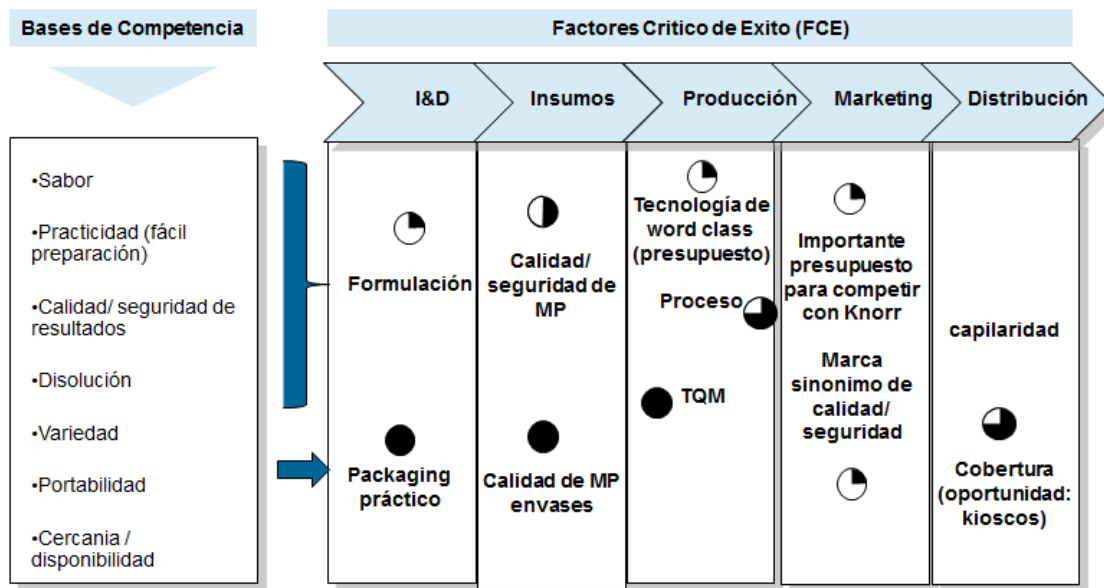 Bases de Competencia
Factores Critico de Exito (FCE)
I&D
Insumos
Producción
Marketing
Distribución
•Sabor
•Practicidad (fácil
preparación)
•Calidad/ seguridad de
resultados
•Disolución
•Variedad
•Portabilidad
•Cercania /
disponibilidad
Formulación
Packaging
práctico
Calidad/
seguridad de
MP
Calidad de MP
envases
Tecnología de
word class
(presupuesto)
Proceso
TQM
Importante
presupuesto
para competir
con Knorr
Marca
sinonimo de
calidad/
seguridad
capilaridad
Cobertura
(oportunidad:
kioscos)